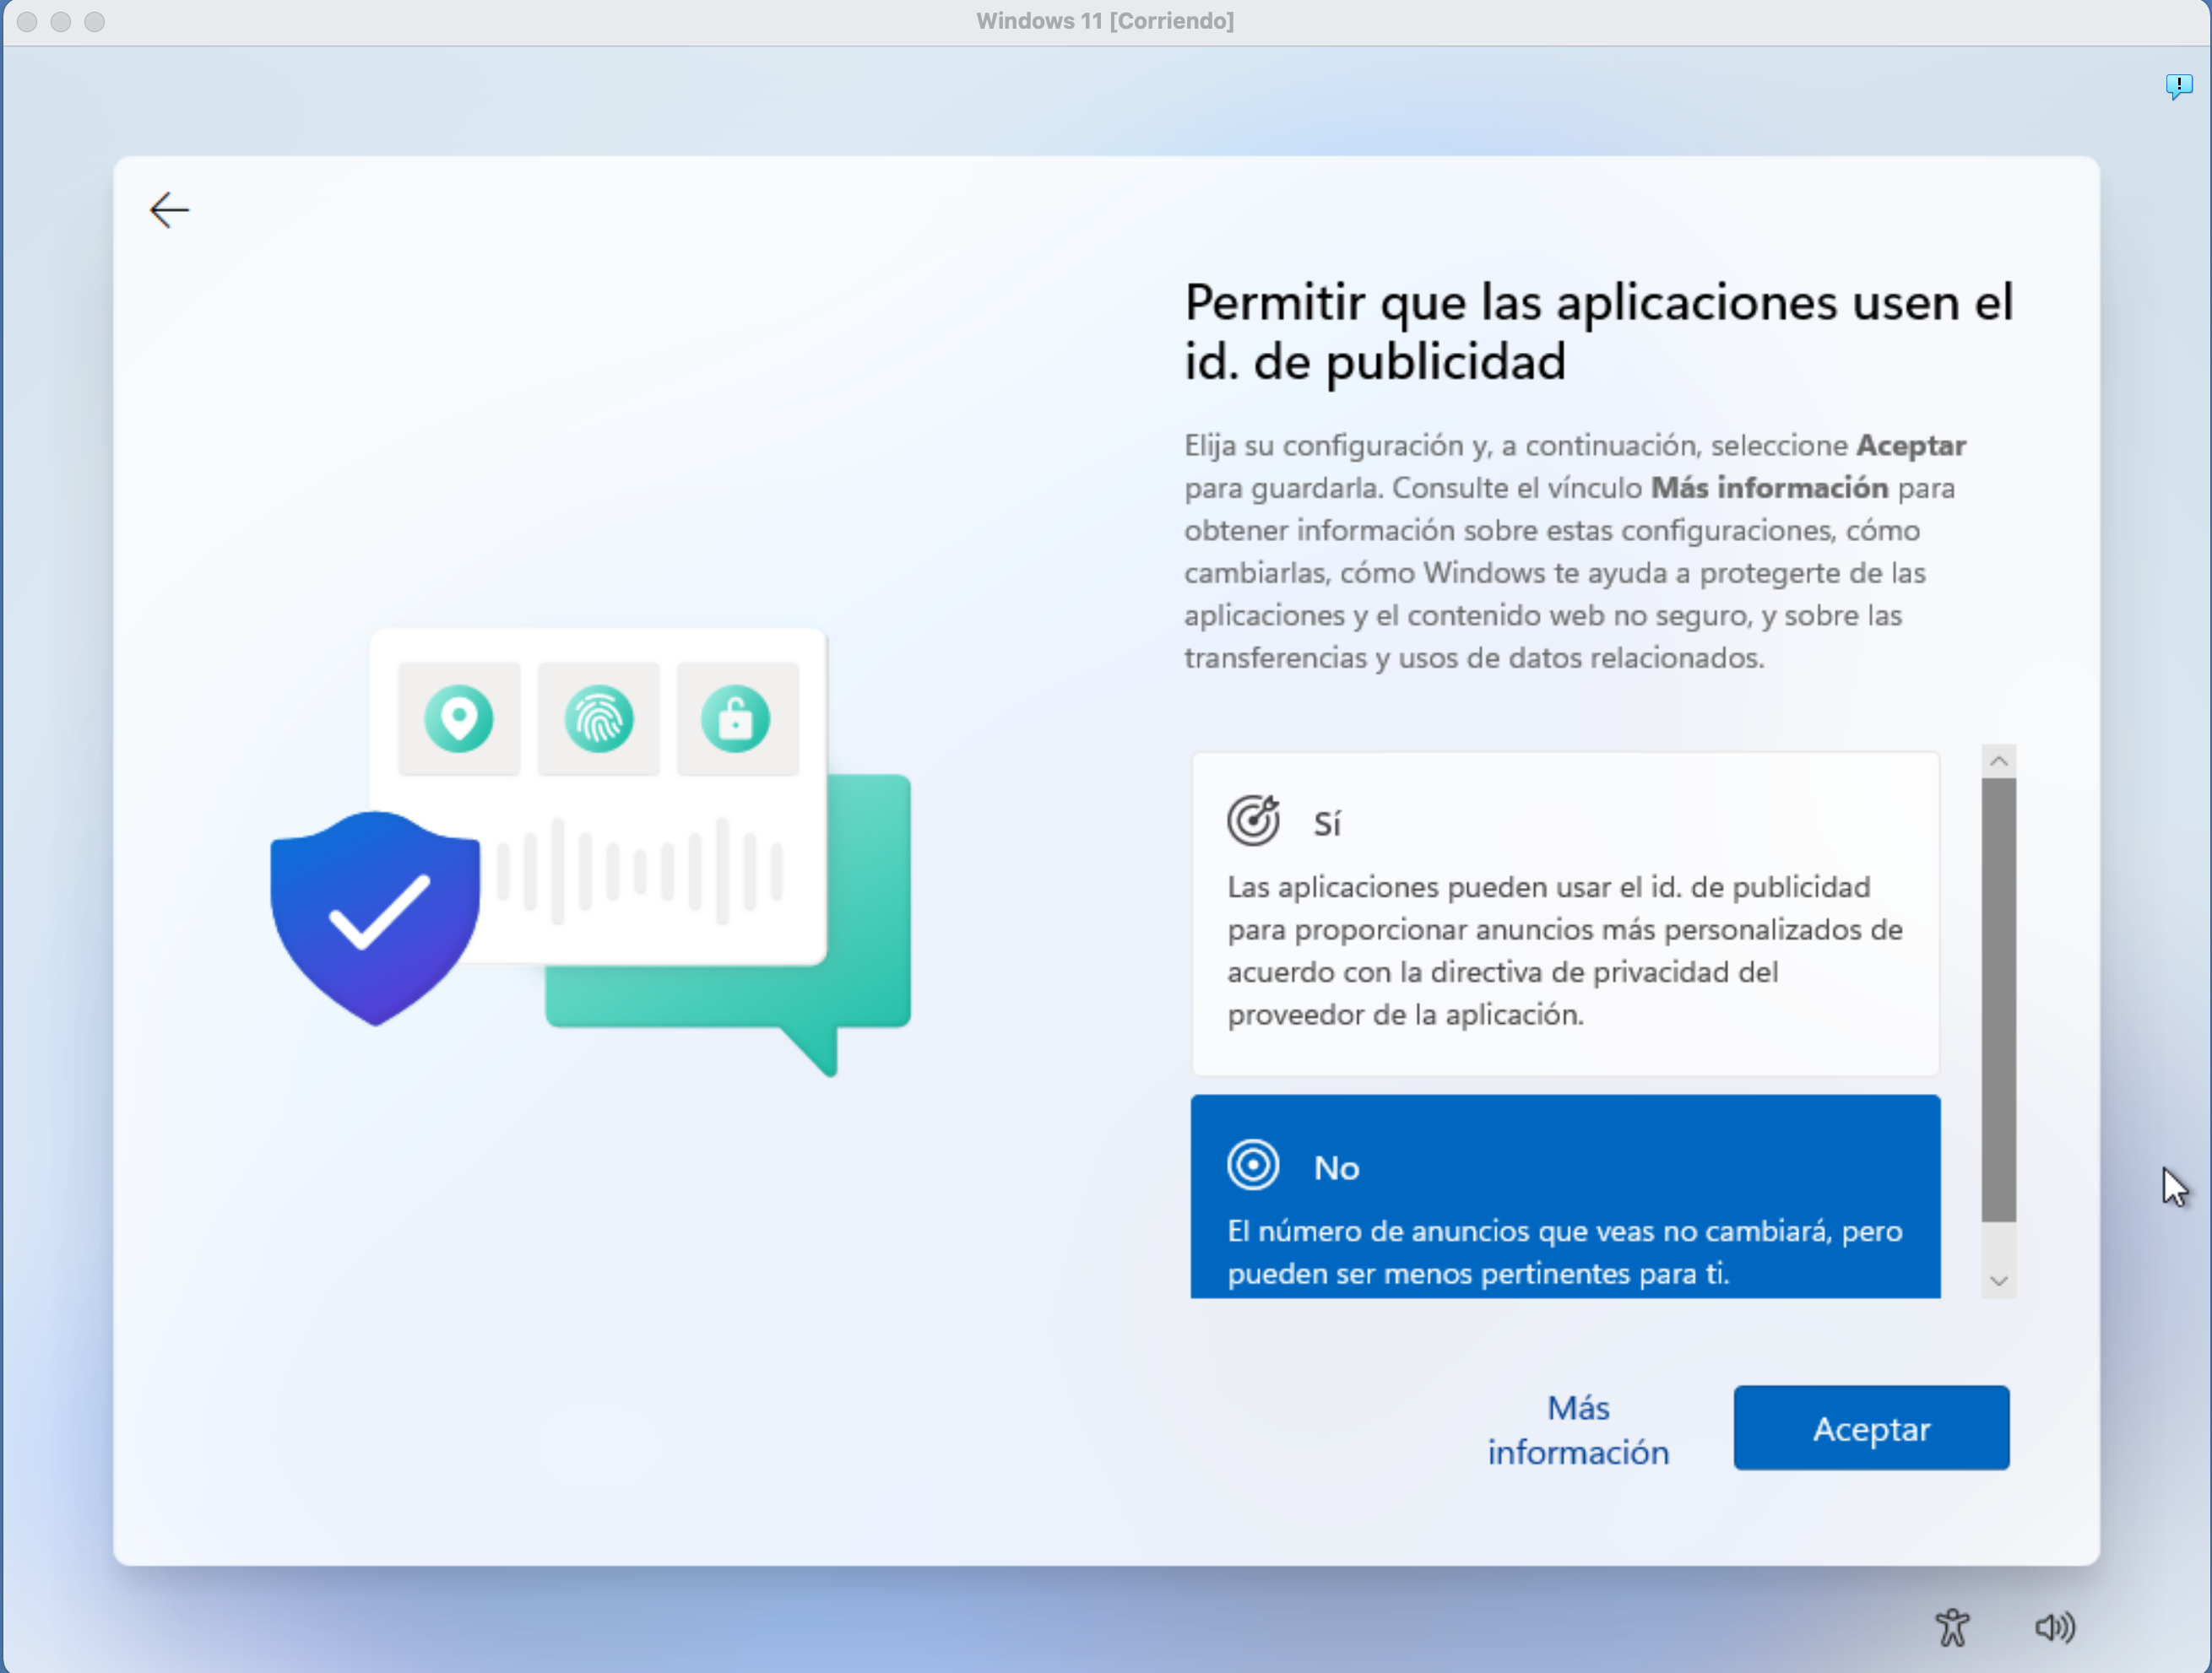 Windows 11 [Corriendo]
Permitir que las aplicaciones usen el
id. de publicidad
Elija su configuración y, a continuación, seleccione Aceptar
para guardarla. Consulte el vínculo Más información para
obtener información sobre estas configuraciones, cómo
cambiarlas, cómo Windows te ayuda a protegerte de las
aplicaciones y el contenido web no seguro, y sobre las
transferencias y usos de datos relacionados.
Sí
Las aplicaciones pueden usar el id. de publicidad
para proporcionar anuncios más personalizados de
acuerdo con la directiva de privacidad del
proveedor de la aplicación.
No
El número de anuncios que veas no cambiará, pero
pueden ser menos pertinentes para ti.
Más
información
Aceptar